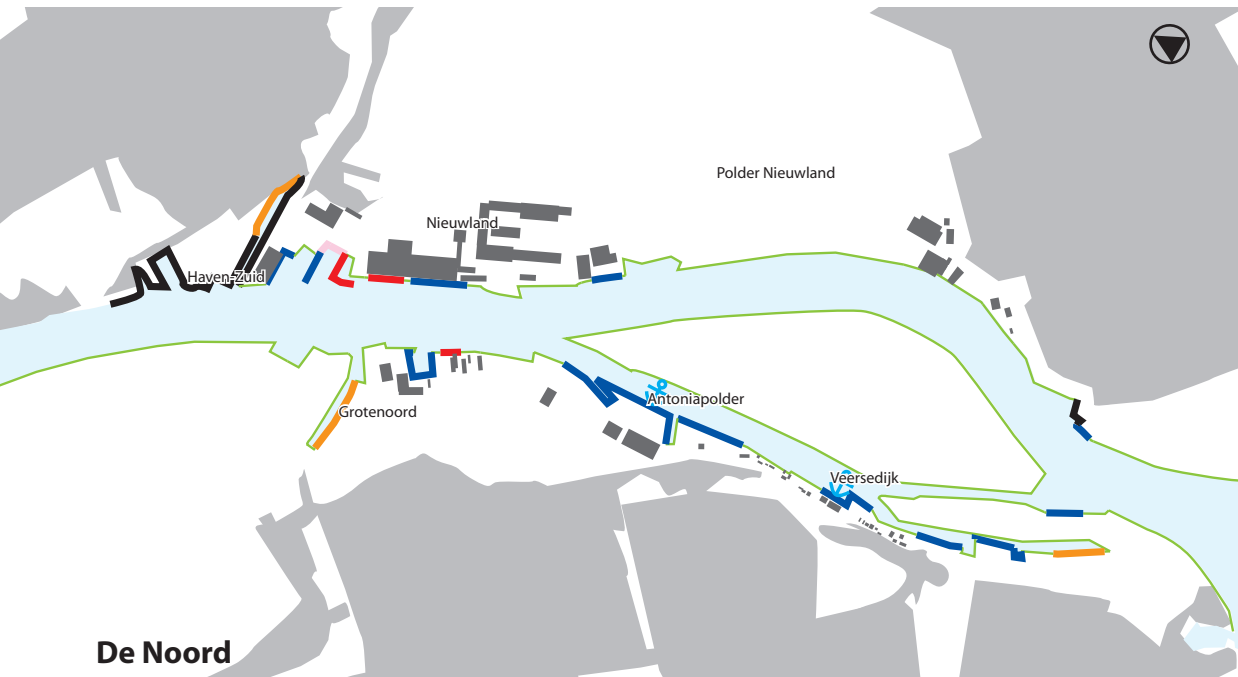 Polder Nieuwland
Nieuwland
Haven-Zuid
Antoniapolder
Grotenoord
Veersedijk
De Noord